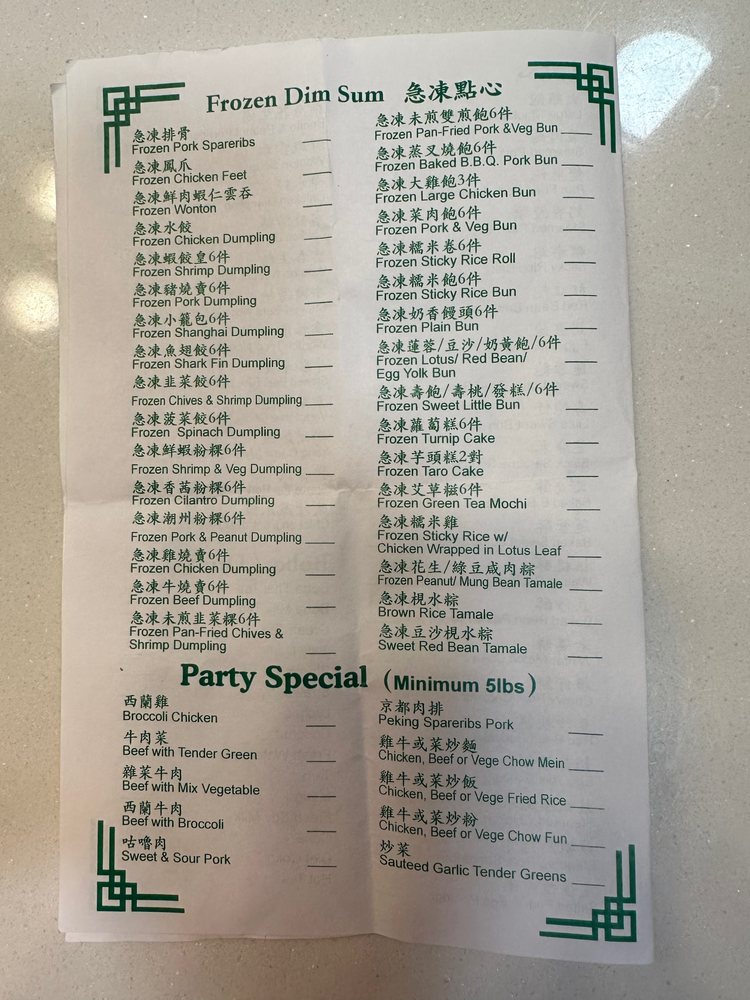 Frozen Dim Sum 急凍點心
急凍排骨
Frozen Pork Spareribs
急凍鳳爪
Frozen Chicken Feet
急凍鮮肉蝦仁雲吞
Frozen Wonton
急凍水餃
Frozen Chicken Dumpling
急凍蝦餃皇6件
Frozen Shrimp Dumpling
急凍豬燒賣6件
Frozen Pork Dumpling
急凍小籠包6件
Frozen Shanghai Dumpling
急凍魚翅餃6件
Frozen Shark Fin Dumpling
急凍韭菜餃6件
Frozen Chives & Shrimp Dumpling
急凍菠菜餃6件
Frozen Spinach Dumpling
急凍鮮蝦粉粿6件
Frozen Shrimp & Veg Dumpling
急凍香茜粉粿6件
Frozen Cilantro Dumpling
急凍潮州粉粿6件
Frozen Pork & Peanut Dumpling
急凍雞燒賣6件
Frozen Chicken Dumpling
急凍牛燒賣6件
Frozen Beef Dumpling
急凍未煎韭菜粿6件
Frozen Pan-Fried Chives &
Shrimp Dumpling
急凍未煎雙煎飽6件
Frozen Pan-Fried Pork &Veg Bun
急凍蒸叉燒飽6件
Frozen Baked B.B.Q. Pork Bun
急凍大雞飽3件
Frozen Large Chicken Bun
急凍菜肉飽6件
Frozen Pork & Veg Bun
急凍糯米卷6件
Frozen Sticky Rice Roll
急凍糯米飽6件
Frozen Sticky Rice Bun
急凍奶香饅頭6件
Frozen Plain Bun
急凍蓮蓉/豆沙/奶黃飽/6件
Frozen Lotus/ Red Bean/
Egg Yolk Bun
急凍壽飽/壽桃/發糕/6件
Frozen Sweet Little Bun
急凍蘿蔔糕6件
Frozen Turnip Cake
急凍芋頭糕2對
Frozen Taro Cake
急凍艾草糍6件
Frozen Green Tea Mochi
急凍糯米雞
Frozen Sticky Rice w/
Chicken Wrapped in Lotus Leaf
急凍花生/綠豆咸肉粽
Frozen Peanut/ Mung Bean Tamale
急凍梘水粽
Brown Rice Tamale
急凍豆沙梘水粽
Sweet Red Bean Tamale
Party Special (Minimum 5lbs)
西蘭雞
Broccoli Chicken
牛肉菜
Beef with Tender Green
雜菜牛肉
Beef with Mix Vegetable
西蘭牛肉
Beef with Broccoli
咕嚕肉
Sweet & Sour Pork
京都肉排
Peking Spareribs Pork
雞牛或菜炒麵
Chicken, Beef or Vege Chow Mein
雞牛或菜炒飯
Chicken, Beef or Vege Fried Rice
雞牛或菜炒粉
Chicken, Beef or Vege Chow Fun
炒菜
Sauteed Garlic Tender Greens